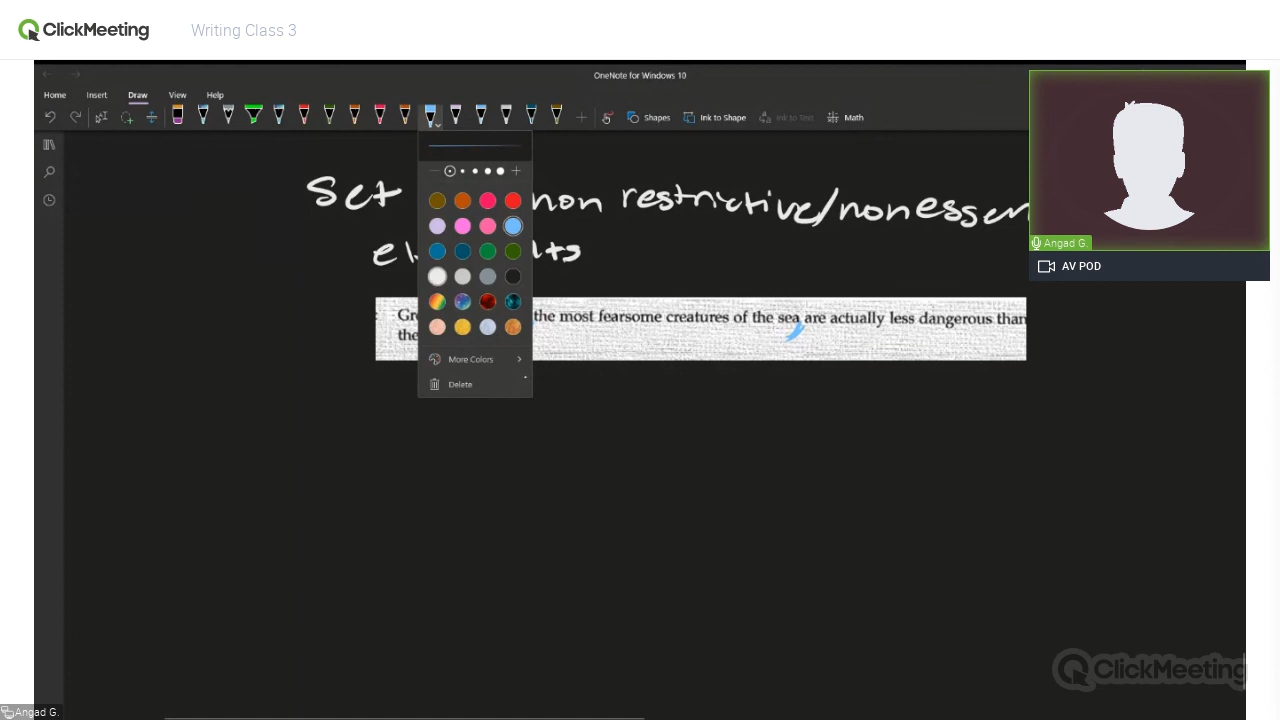 ClickMeeting Writing Class 3
OneNote for Windows 10
Home Insert Draw View Help
Shapes Ink to Shape Ink to Text Math
Set non restrictive/nonessen
el ts
the most fearsome creatures of the sea are actually less dangerous than
the
More Colors
Delete
Angad G.
AV POD
ClickMeeting
Angad G.